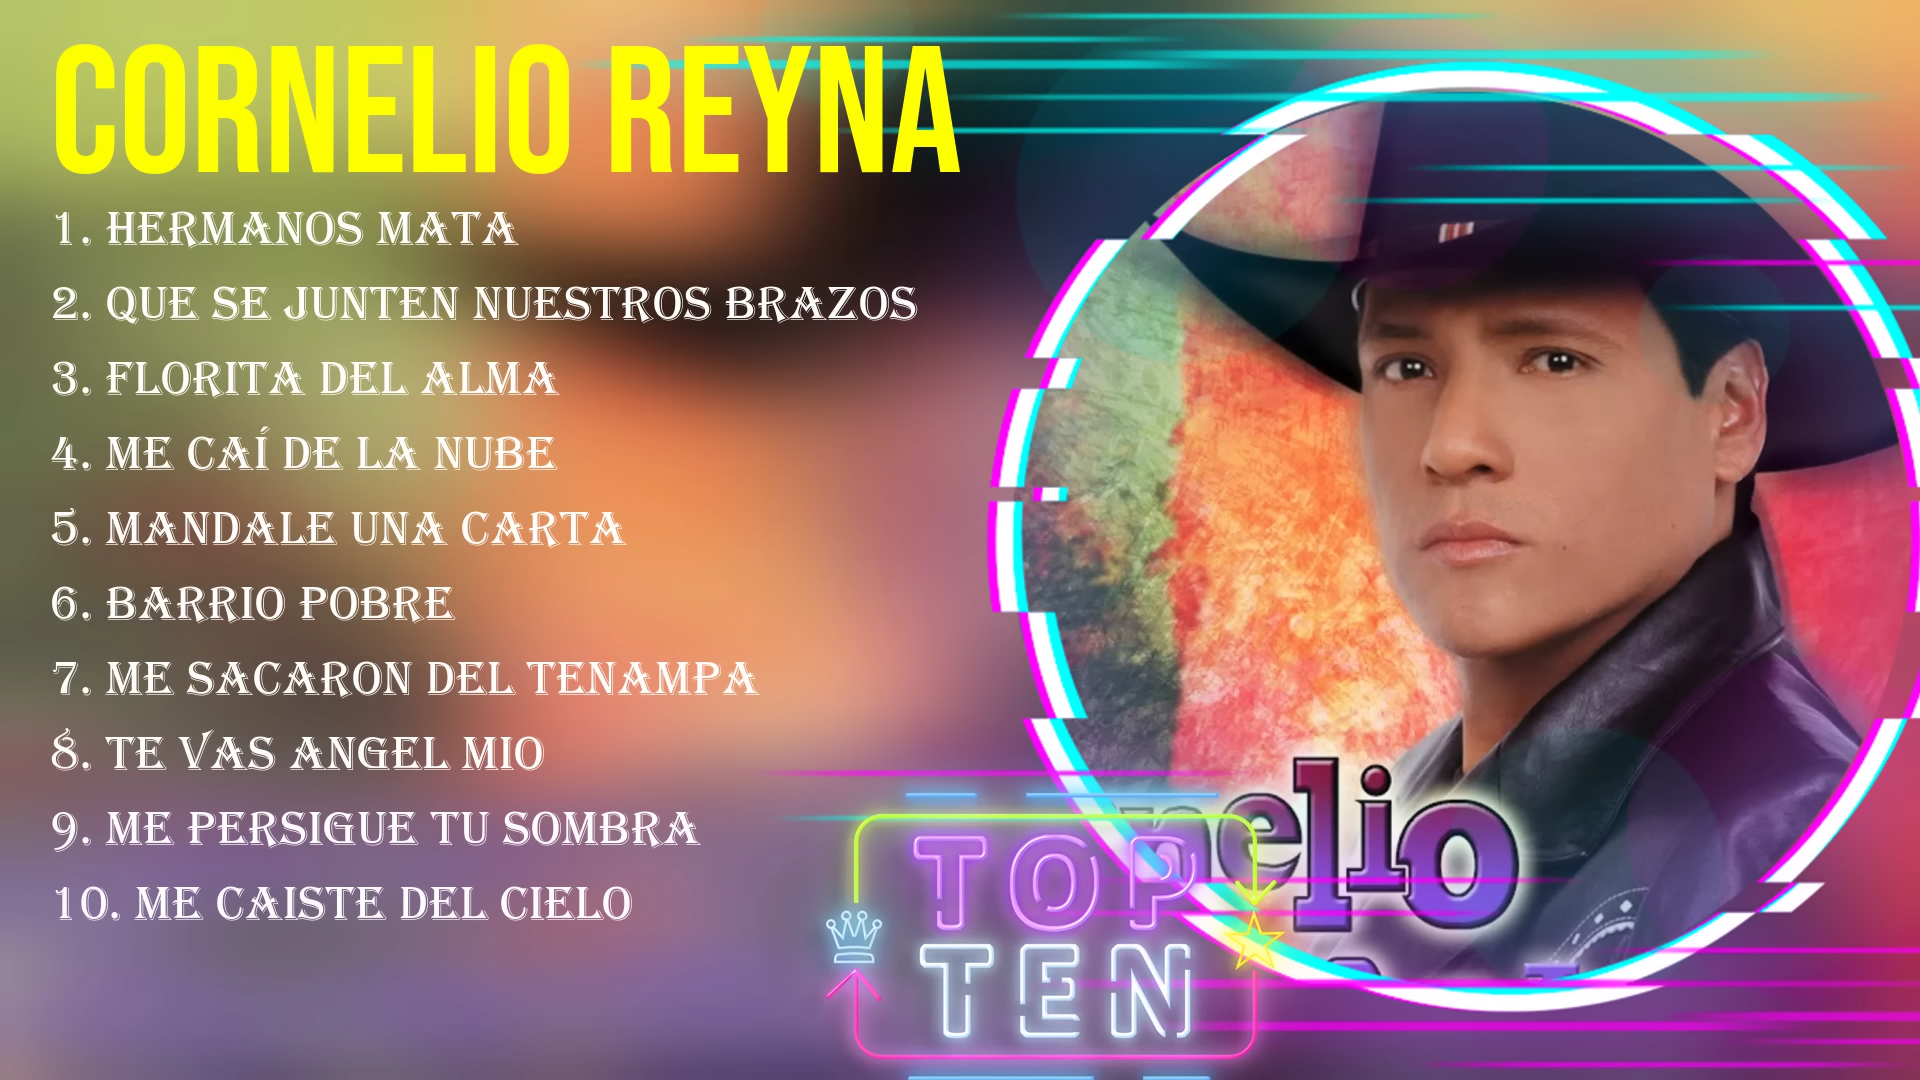 CORNELIO REYNA
1. HERMANOS MATA
2. QUE SE JUNTEN NUESTROS BRAZOS
3. FLORITA DEL ALMA
4. ME CAÍ DE LA NUBE
5. MANDALE UNA CARTA
6. BARRIO POBRE
7. ME SACARON DEL TENAMPA
8. TE VAS ANGEL MIO
9. ME PERSIGUE TU SOMBRA
10. ME CAISTE DEL CIELO
nelio
TOP
TEN